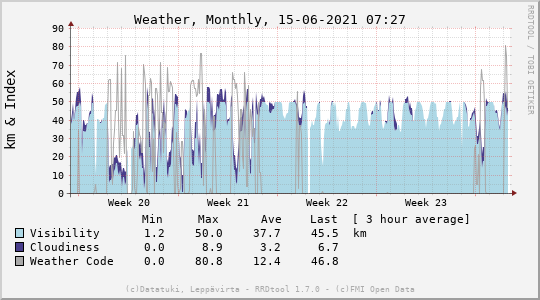 Weather, Monthly, 15-06-2021 07:27
RRDTOOL / TOBI OETIKER
km & Index
90
80
70
60
50
40
30
20
10
0
Week 20 Week 21 Week 22 Week 23
Min Max Ave Last [ 3 hour average]
Visibility 1.2 50.0 37.7 45.5 km
Cloudiness 0.0 8.9 3.2 6.7
Weather Code 0.0 80.8 12.4 46.8
(c)Datatuki, Leppävirta - RRDtool 1.7.0 - (c)FMI Open Data